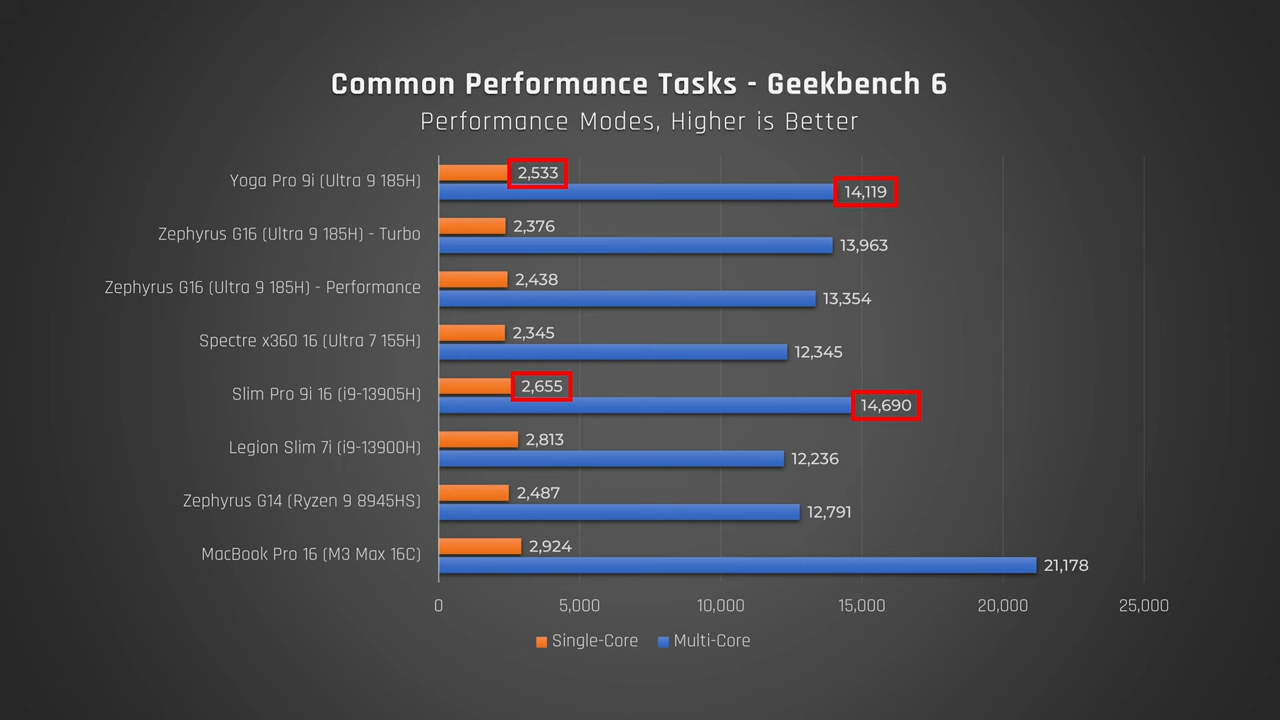 Common Performance Tasks - Geekbench 6
Performance Modes, Higher is Better
Yoga Pro 9i (Ultra 9 185H)
2,533
14,119
Zephyrus G16 (Ultra 9 185H) - Turbo
2,376
13,963
Zephyrus G16 (Ultra 9 185H) - Performance
2,438
13,354
Spectre x360 16 (Ultra 7 155H)
2,345
12,345
Slim Pro 9i 16 (i9-13905H)
2,655
14,690
Legion Slim 7i (i9-13900H)
2,813
12,236
Zephyrus G14 (Ryzen 9 8945HS)
2,487
12,791
MacBook Pro 16 (M3 Max 16C)
2,924
21,178
0 5,000 10,000 15,000 20,000 25,000
Single-Core Multi-Core